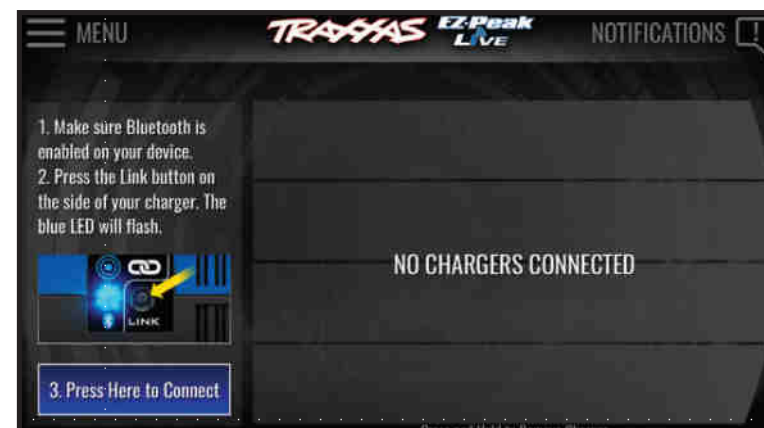 MENU
TRAXXAS EZ-Peak
LIVE
NOTIFICATIONS
1. Make sure Bluetooth is
enabled on your device.
2. Press the Link button on
the side of your charger. The
blue LED will flash.
LINK
3. Press Here to Connect
NO CHARGERS CONNECTED